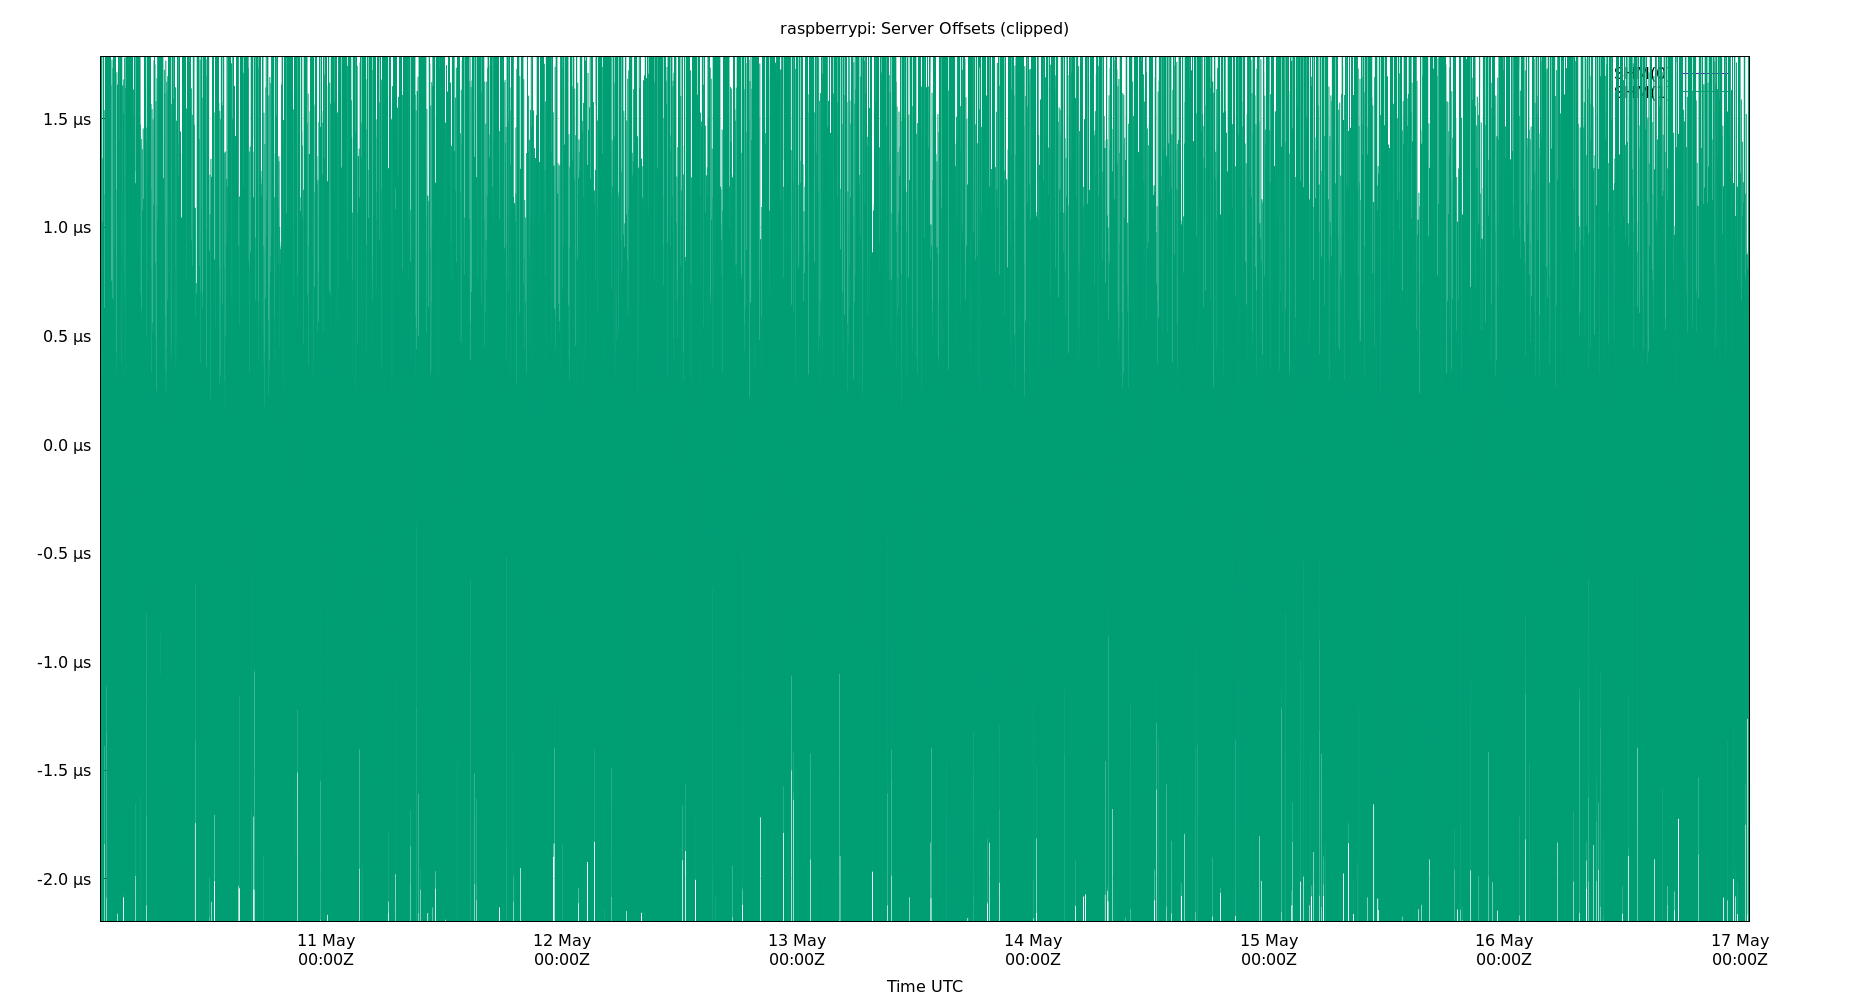 raspberrypi: Server Offsets (clipped)
1.5 µs
1.0 µs
0.5 µs
0.0 µs
-0.5 µs
-1.0 µs
-1.5 µs
-2.0 µs
11 May
00:00Z
12 May
00:00Z
13 May
00:00Z
14 May
00:00Z
15 May
00:00Z
16 May
00:00Z
17 May
00:00Z
Time UTC